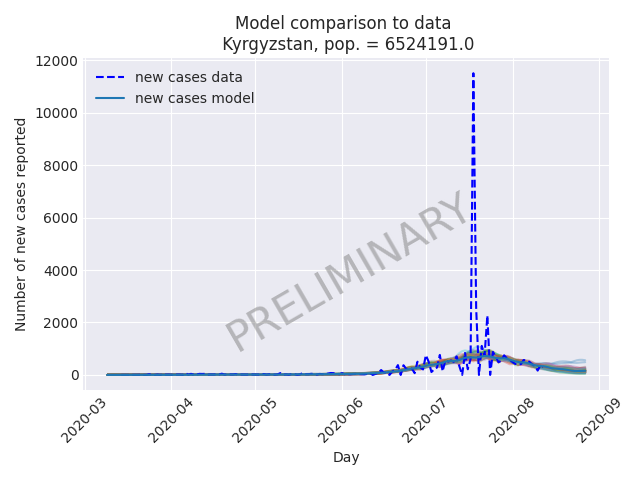 Model comparison to data
Kyrgyzstan, pop. = 6524191.0
12000
10000
8000
6000
4000
2000
0
Number of new cases reported
new cases data
new cases model
PRELIMINARY
2020-03
2020-04
2020-05
2020-06
2020-07
2020-08
2020-09
Day